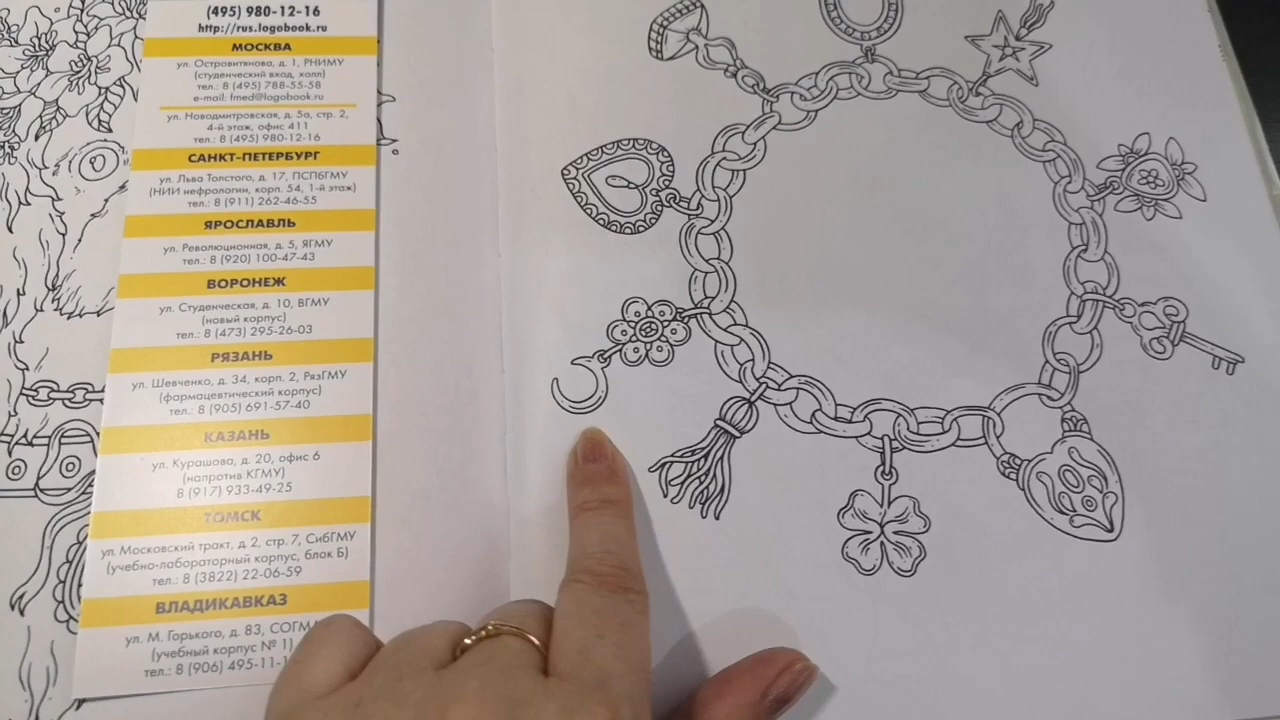 (495) 980-12-16
http://rus.logobook.ru
МОСКВА
ул. Островитянова, д. 1, РНИМУ
(студенческий вход, холл)
тел.: 8 (495) 788-55-58
e-mail: fmed@logobook.ru
ул. Новодмитровская, д. 5а, стр. 2,
4-й этаж, офис 411
тел.: 8 (495) 980-12-16
САНКТ-ПЕТЕРБУРГ
ул. Льва Толстого, д. 17, ПСПбГМУ
(НИИ нефрологии, корп. 54, 1-й этаж)
тел.: 8 (911) 262-46-55
ЯРОСЛАВЛЬ
ул. Революционная, д. 5, ЯГМУ
тел.: 8 (920) 100-47-43
ВОРОНЕЖ
ул. Студенческая, д. 10, ВГМУ
(новый корпус)
тел.: 8 (473) 295-26-03
РЯЗАНЬ
ул. Шевченко, д. 34, корп. 2, РязГМУ
(фармацевтический корпус)
тел.: 8 (905) 691-57-40
КАЗАНЬ
ул. Курашова, д. 20, офис 6
(напротив КГМУ)
8 (917) 933-49-25
ТОМСК
ул. Московский тракт, д. 2, стр. 7, СибГМУ
(учебно-лабораторный корпус, блок Б)
тел.: 8 (3822) 22-06-59
ВЛАДИКАВКАЗ
ул. М. Горького, д. 83,
(учебный корпус № 1)
тел.: 8 (906) 495-11-